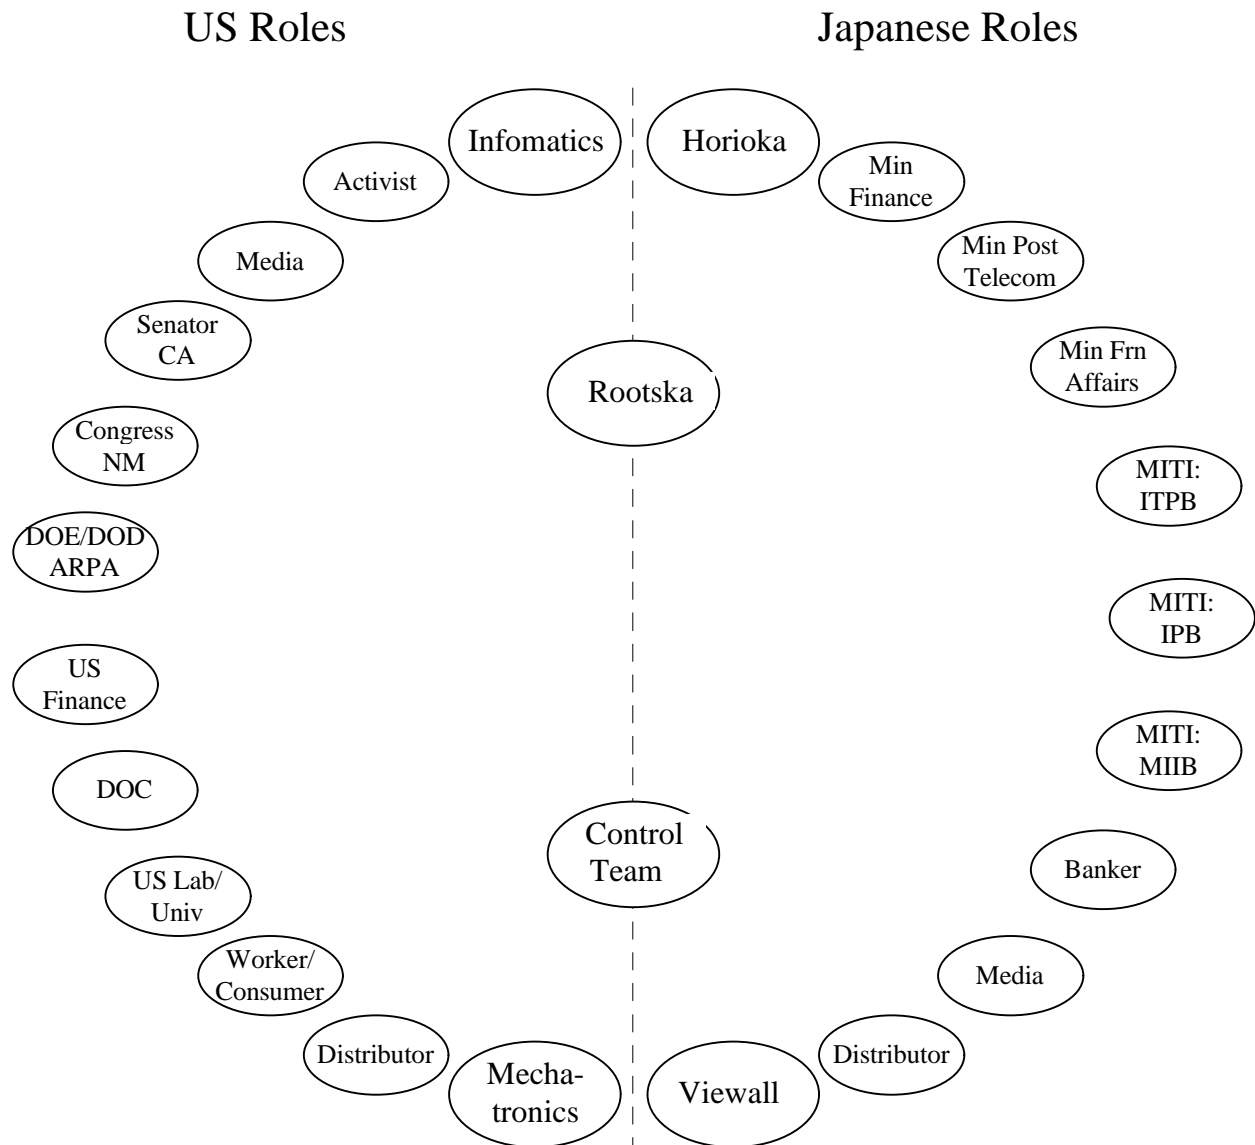 US Roles
Japanese Roles
Infomatics
Horioka
Activist
Min
Finance
Media
Min Post
Telecom
Senator
CA
Min Frn
Affairs
Rootska
Congress
NM
MITI:
ITPB
DOE/DOD
ARPA
MITI:
IPB
US
Finance
MITI:
MIIB
DOC
Control
Team
Banker
US Lab/
Univ
Worker/
Consumer
Media
Distributor
Distributor
Mecha-
tronics
Viewall